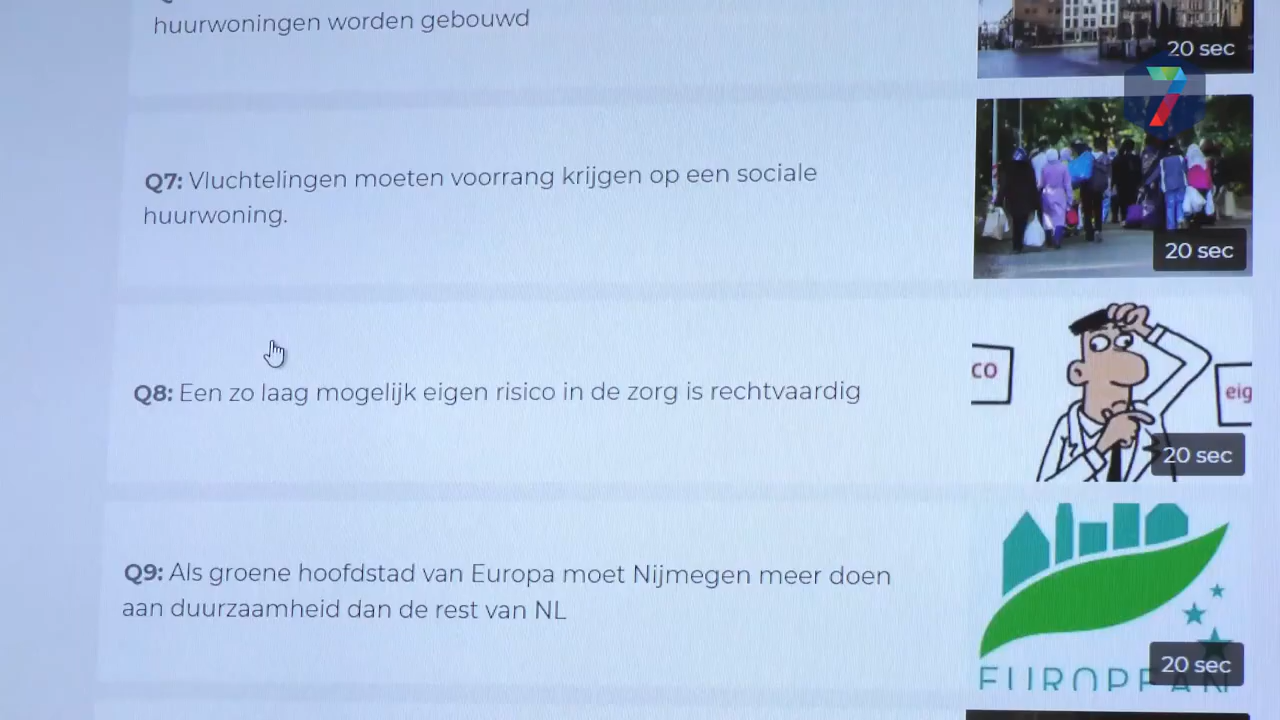 huurwoningen worden gebouwd
20 sec
7
Q7: Vluchtelingen moeten voorrang krijgen op een sociale
huurwoning.
20 sec
Q8: Een zo laag mogelijk eigen risico in de zorg is rechtvaardig
co
eig
20 sec
Q9: Als groene hoofdstad van Europa moet Nijmegen meer doen
aan duurzaamheid dan de rest van NL
20 sec
EUROPEAN